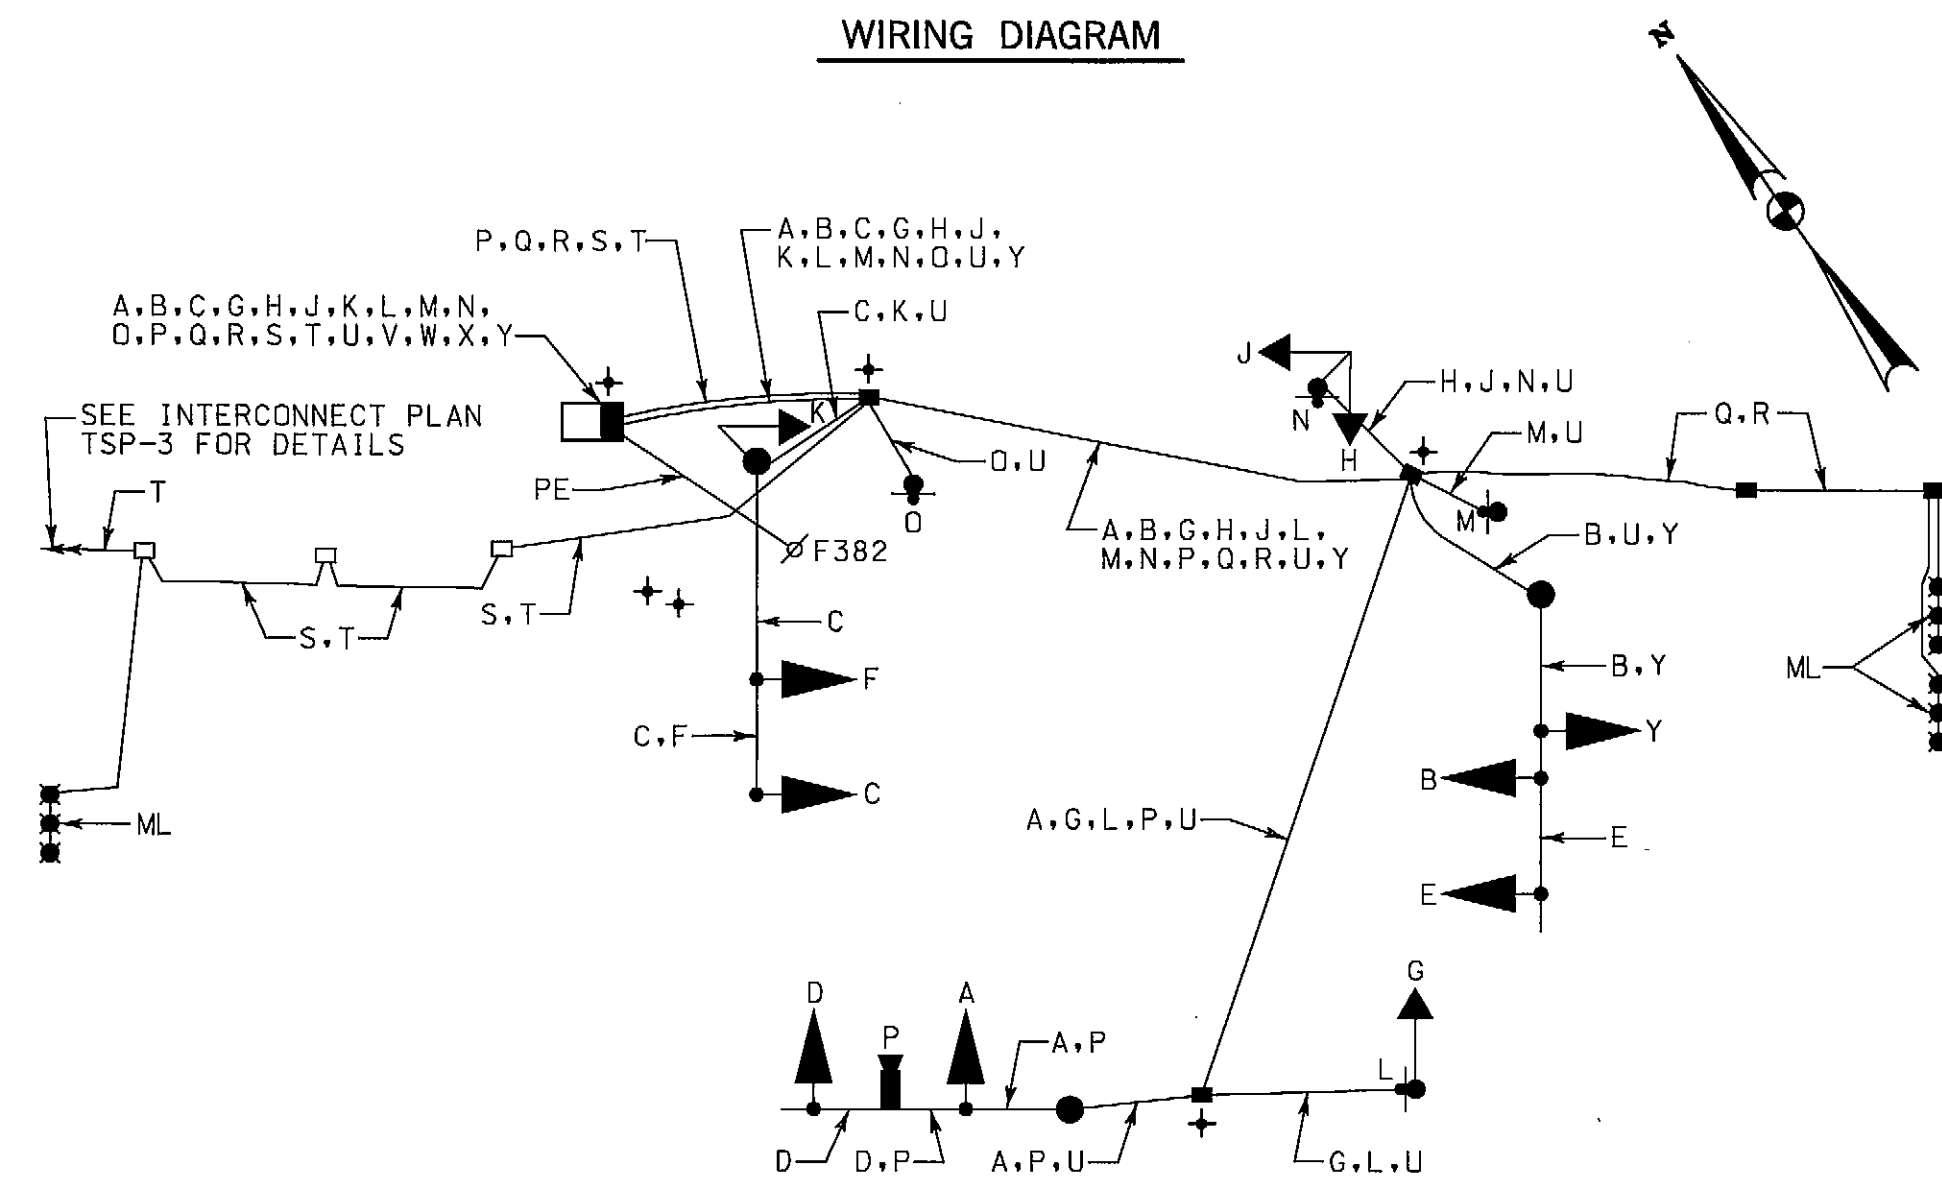 WIRING DIAGRAM
N
P,Q,R,S,T
A,B,C,G,H,J,
K,L,M,N,O,U,Y
A,B,C,G,H,J,K,L,M,N,
O,P,Q,R,S,T,U,V,W,X,Y
C,K,U
J
H,J,N,U
SEE INTERCONNECT PLAN
TSP-3 FOR DETAILS
K
N
Q,R
M,U
H
O,U
T
PE
O
M
F382
A,B,G,H,J,L,
M,N,P,Q,R,U,Y
B,U,Y
S,T
S,T
C
F
B,Y
ML
C,F
Y
C
B
ML
A,G,L,P,U
E
E
G
D
A
P
A,P
L
D
D,P
A,P,U
G,L,U